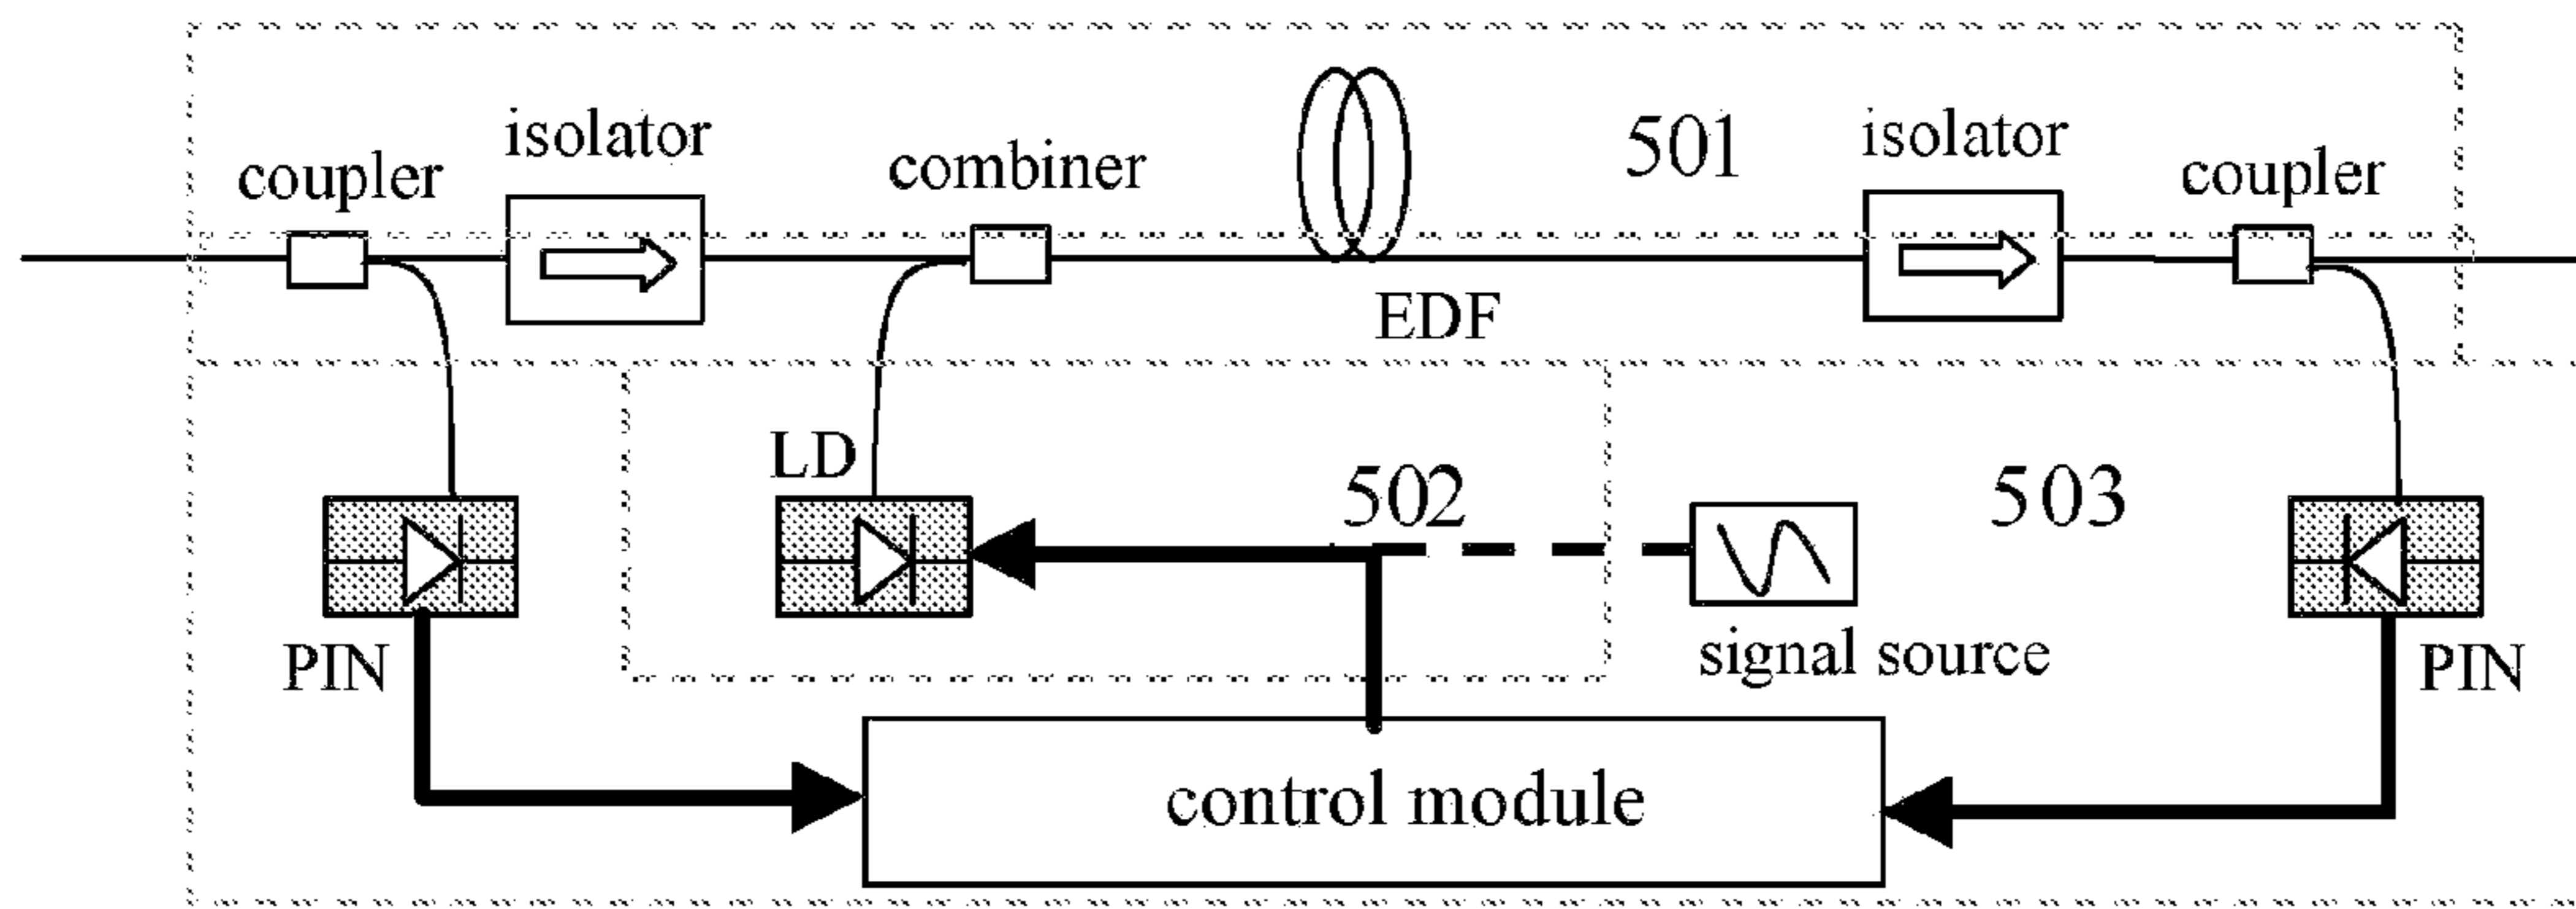 isolator
501
isolator
coupler
combiner
coupler
EDF
LD
502
503
PIN
signal source
PIN
control module